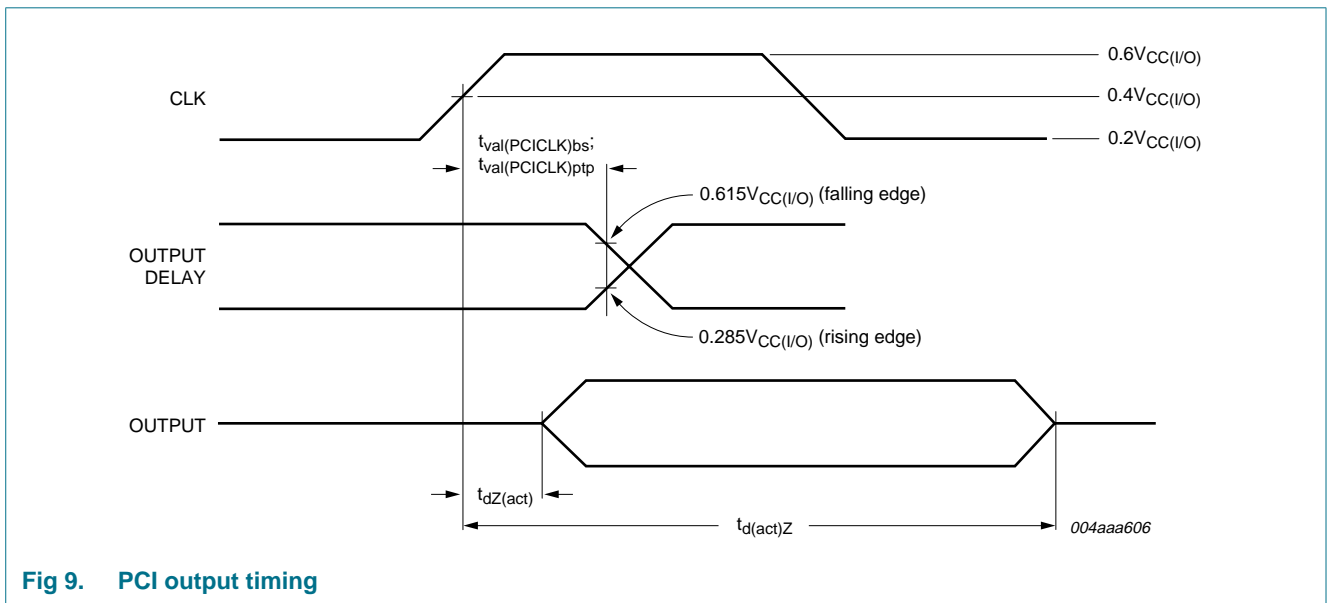 0.6VCC(I/O)
CLK
0.4VCC(I/O)
0.2VCC(I/O)
tval(PCICLK)bs;
tval(PCICLK)ptp
0.615VCC(I/O) (falling edge)
OUTPUT
DELAY
0.285VCC(I/O) (rising edge)
OUTPUT
tdZ(act)
td(act)Z
004aaa606
Fig 9. PCI output timing